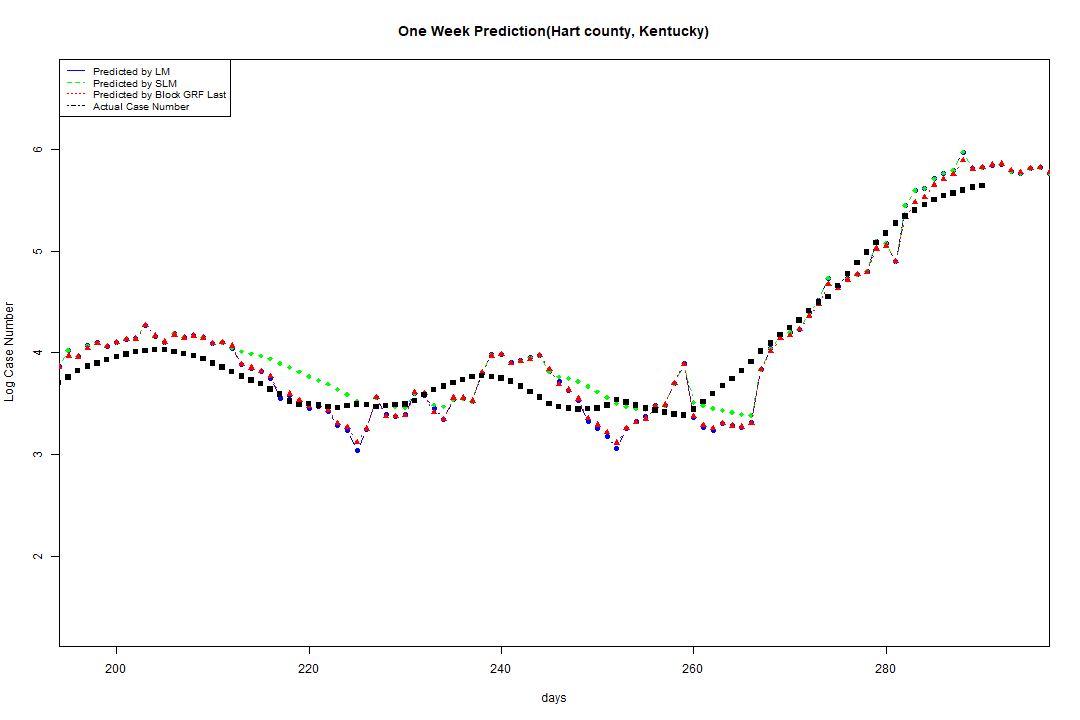 One Week Prediction(Hart county, Kentucky)
Predicted by LM
Predicted by SLM
Predicted by Block GRF Last
Actual Case Number
6
5
4
3
2
Log Case Number
200 220 240 260 280
days